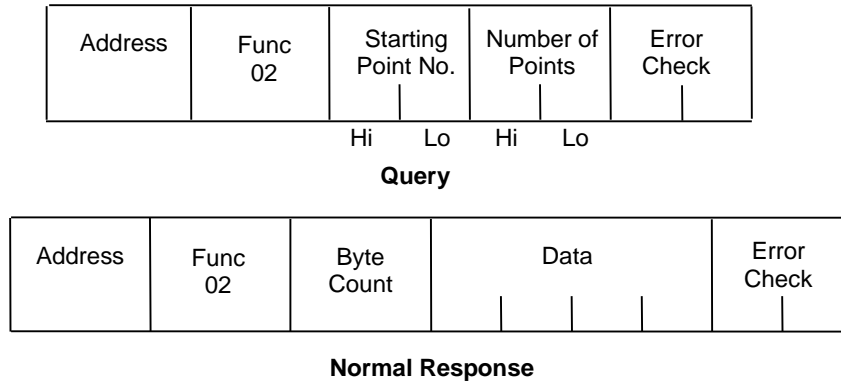 Address Func Starting Number of Error
02 Point No. Points Check
Hi Lo Hi Lo
Query
Address Func Byte Data Error
02 Count Check
Normal Response